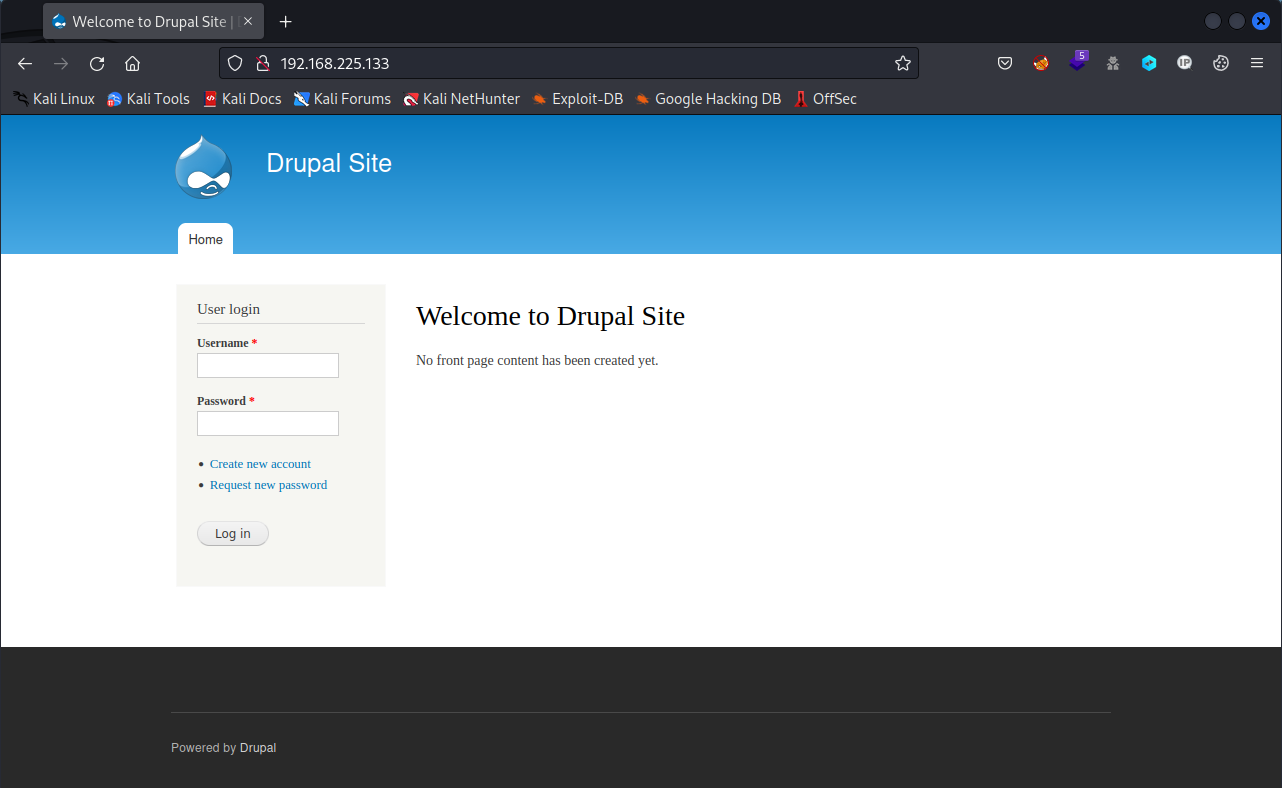 Welcome to Drupal Site |
192.168.225.133
5
IP
Kali Linux Kali Tools Kali Docs Kali Forums Kali NetHunter Exploit-DB Google Hacking DB OffSec
Drupal Site
Home
User login
Username *
Password *
Create new account
Request new password
Log in
Welcome to Drupal Site
No front page content has been created yet.
Powered by Drupal